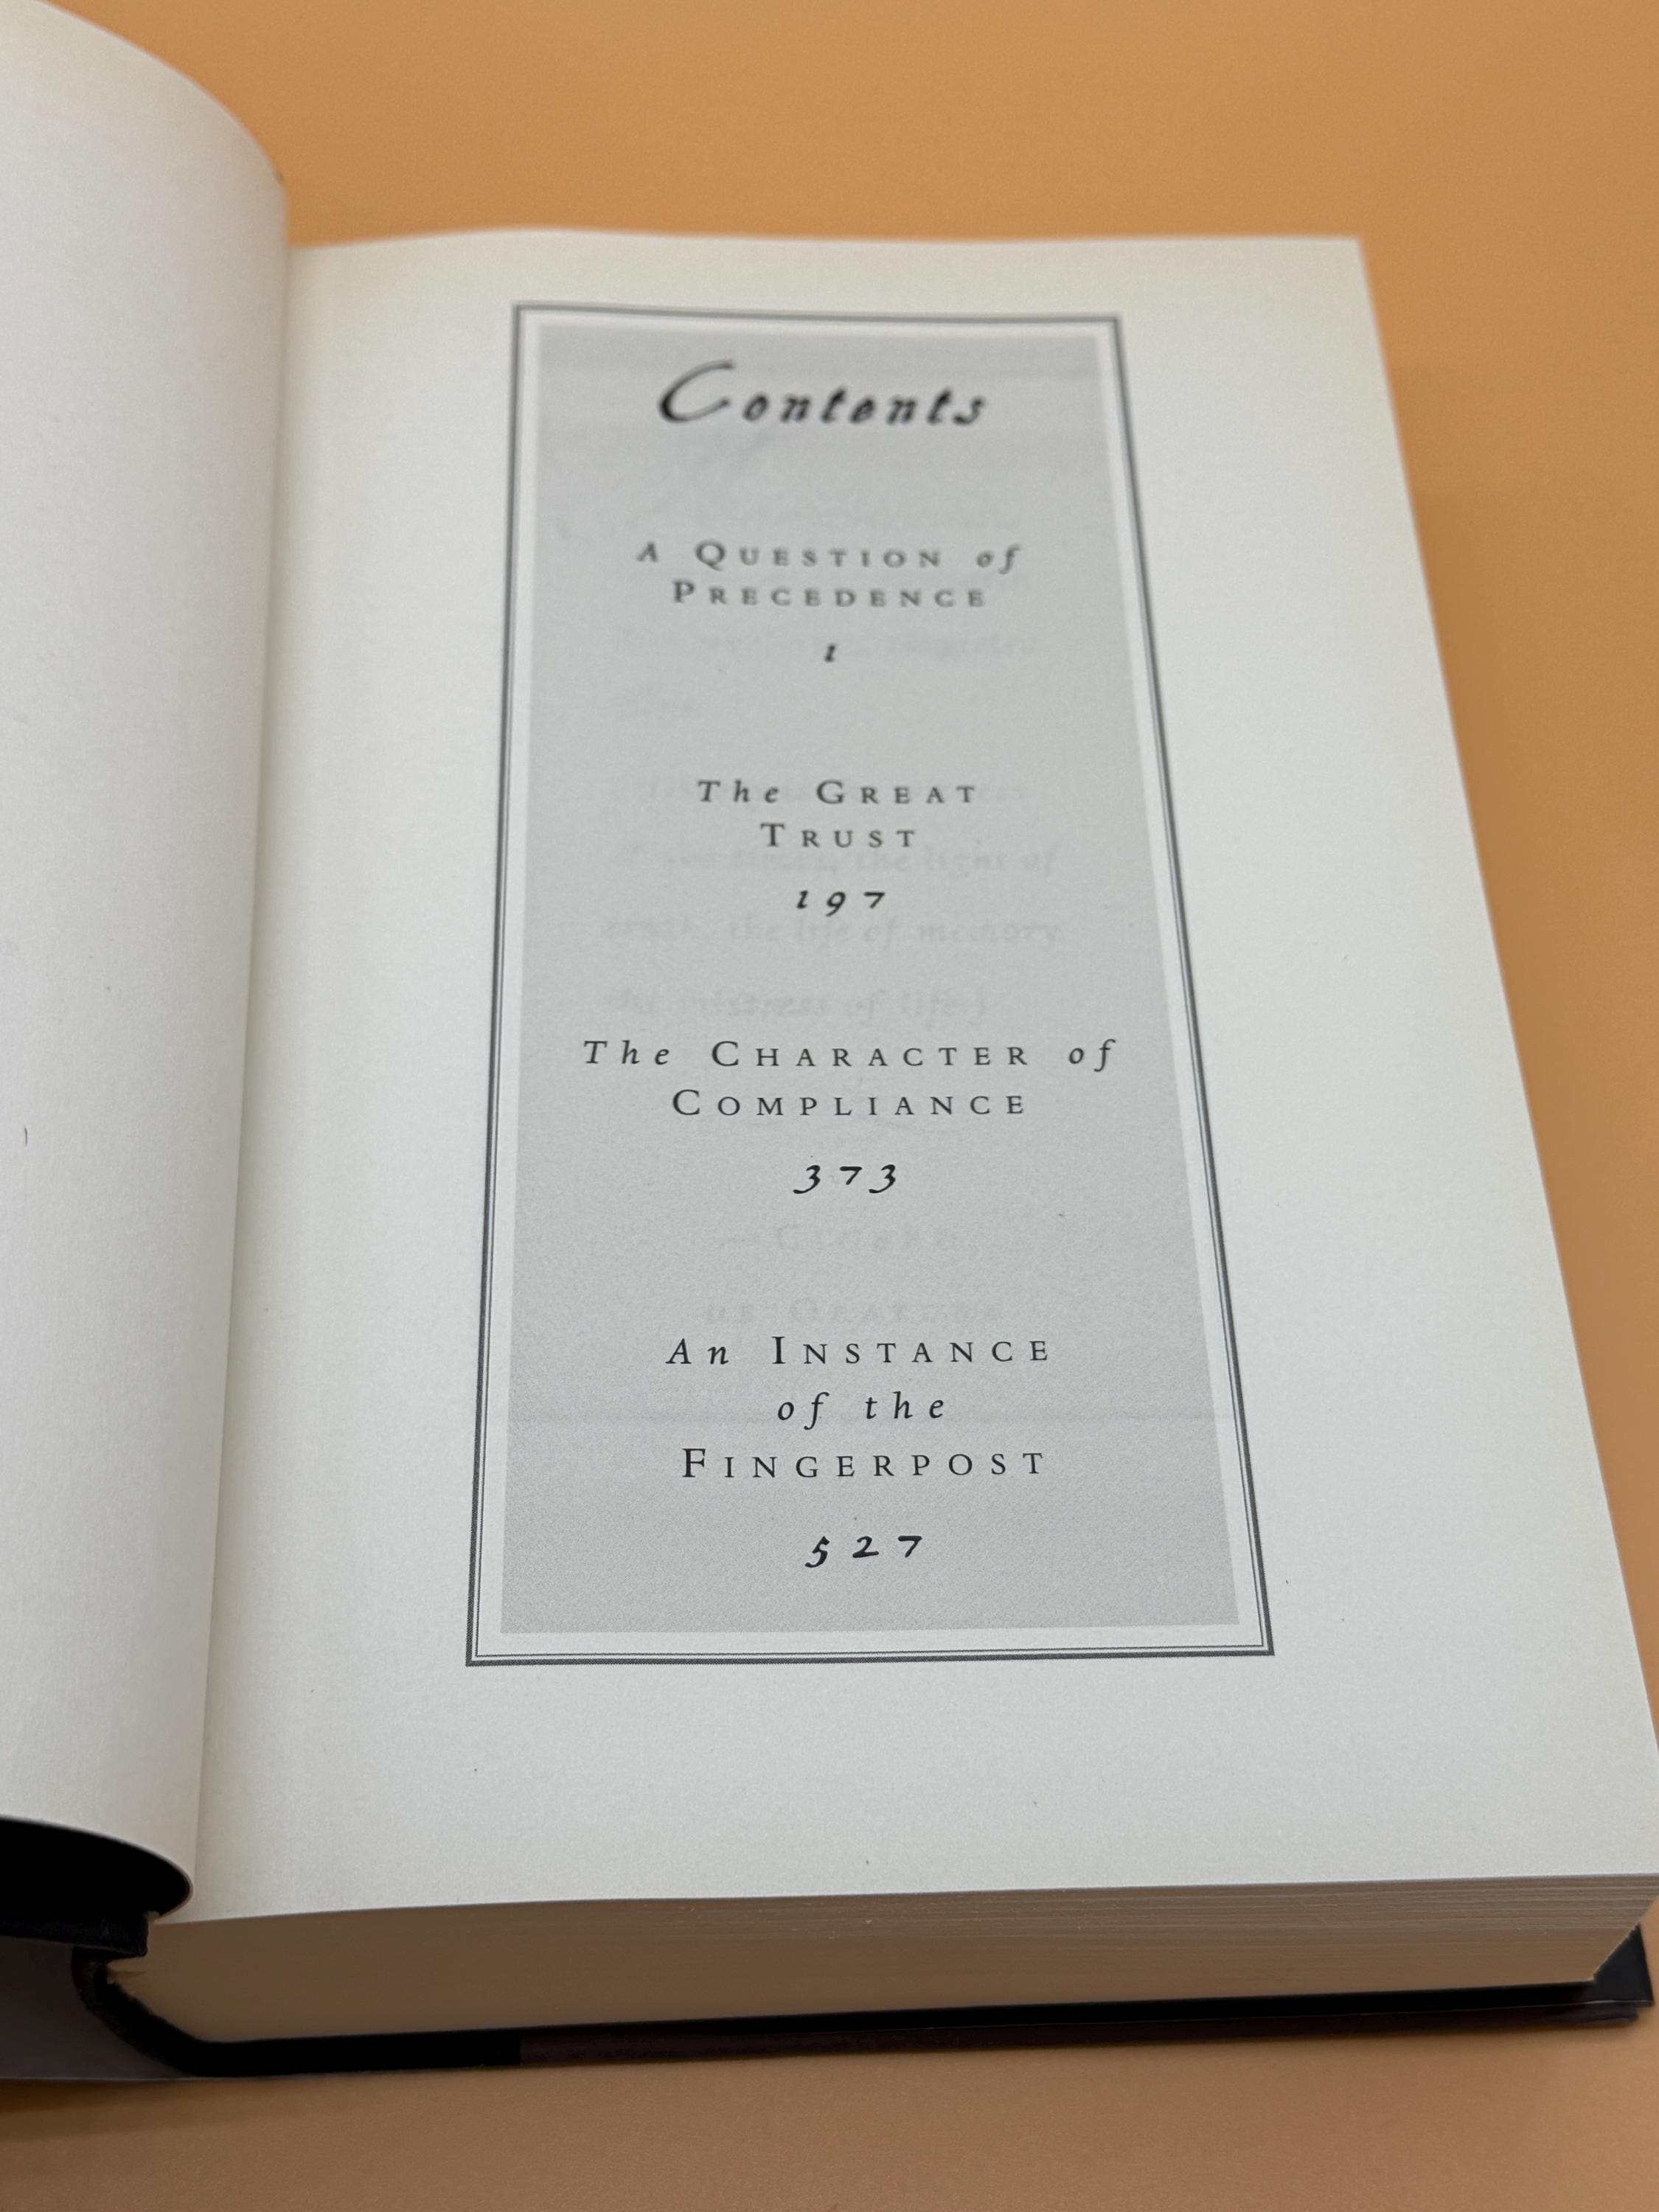 Contents
A QUESTION of
PRECEDENCE
1
The GREAT
TRUST
197
The CHARACTER of
COMPLIANCE
373
An INSTANCE
of the
FINGERPOST
527